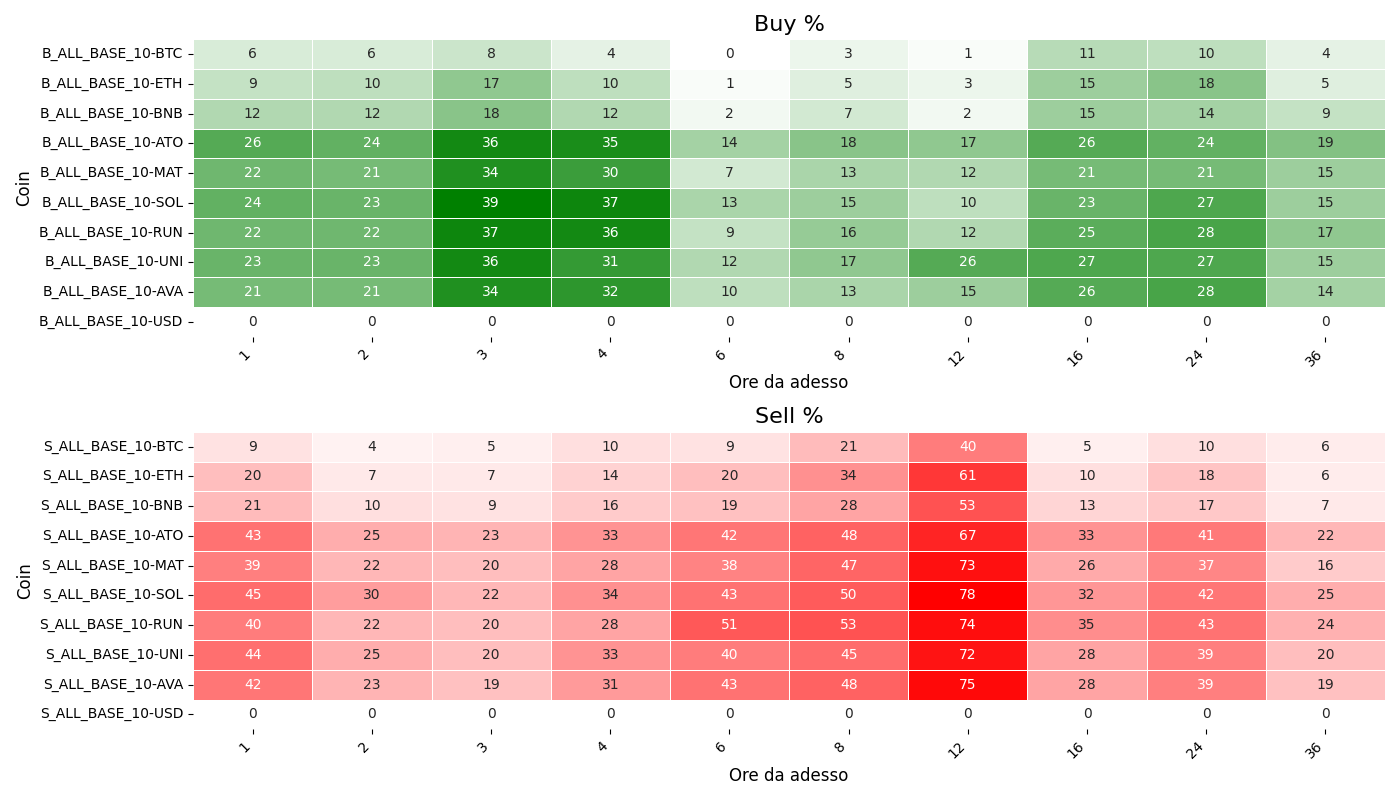 Buy %
Coin
B_ALL_BASE_10-BTC 6 6 8 4 0 3 1 11 10 4
B_ALL_BASE_10-ETH 9 10 17 10 1 5 3 15 18 5
B_ALL_BASE_10-BNB 12 12 18 12 2 7 2 15 14 9
B_ALL_BASE_10-ATO 26 24 36 35 14 18 17 26 24 19
B_ALL_BASE_10-MAT 22 21 34 30 7 13 12 21 21 15
B_ALL_BASE_10-SOL 24 23 39 37 13 15 10 23 27 15
B_ALL_BASE_10-RUN 22 22 37 36 9 16 12 25 28 17
B_ALL_BASE_10-UNI 23 23 36 31 12 17 26 27 27 15
B_ALL_BASE_10-AVA 21 21 34 32 10 13 15 26 28 14
B_ALL_BASE_10-USD 0 0 0 0 0 0 0 0 0 0
1 2 3 4 6 8 12 16 24 36
Ore da adesso
Sell %
Coin
S_ALL_BASE_10-BTC 9 4 5 10 9 21 40 5 10 6
S_ALL_BASE_10-ETH 20 7 7 14 20 34 61 10 18 6
S_ALL_BASE_10-BNB 21 10 9 16 19 28 53 13 17 7
S_ALL_BASE_10-ATO 43 25 23 33 42 48 67 33 41 22
S_ALL_BASE_10-MAT 39 22 20 28 38 47 73 26 37 16
S_ALL_BASE_10-SOL 45 30 22 34 43 50 78 32 42 25
S_ALL_BASE_10-RUN 40 22 20 28 51 53 74 35 43 24
S_ALL_BASE_10-UNI 44 25 20 33 40 45 72 28 39 20
S_ALL_BASE_10-AVA 42 23 19 31 43 48 75 28 39 19
S_ALL_BASE_10-USD 0 0 0 0 0 0 0 0 0 0
1 2 3 4 6 8 12 16 24 36
Ore da adesso